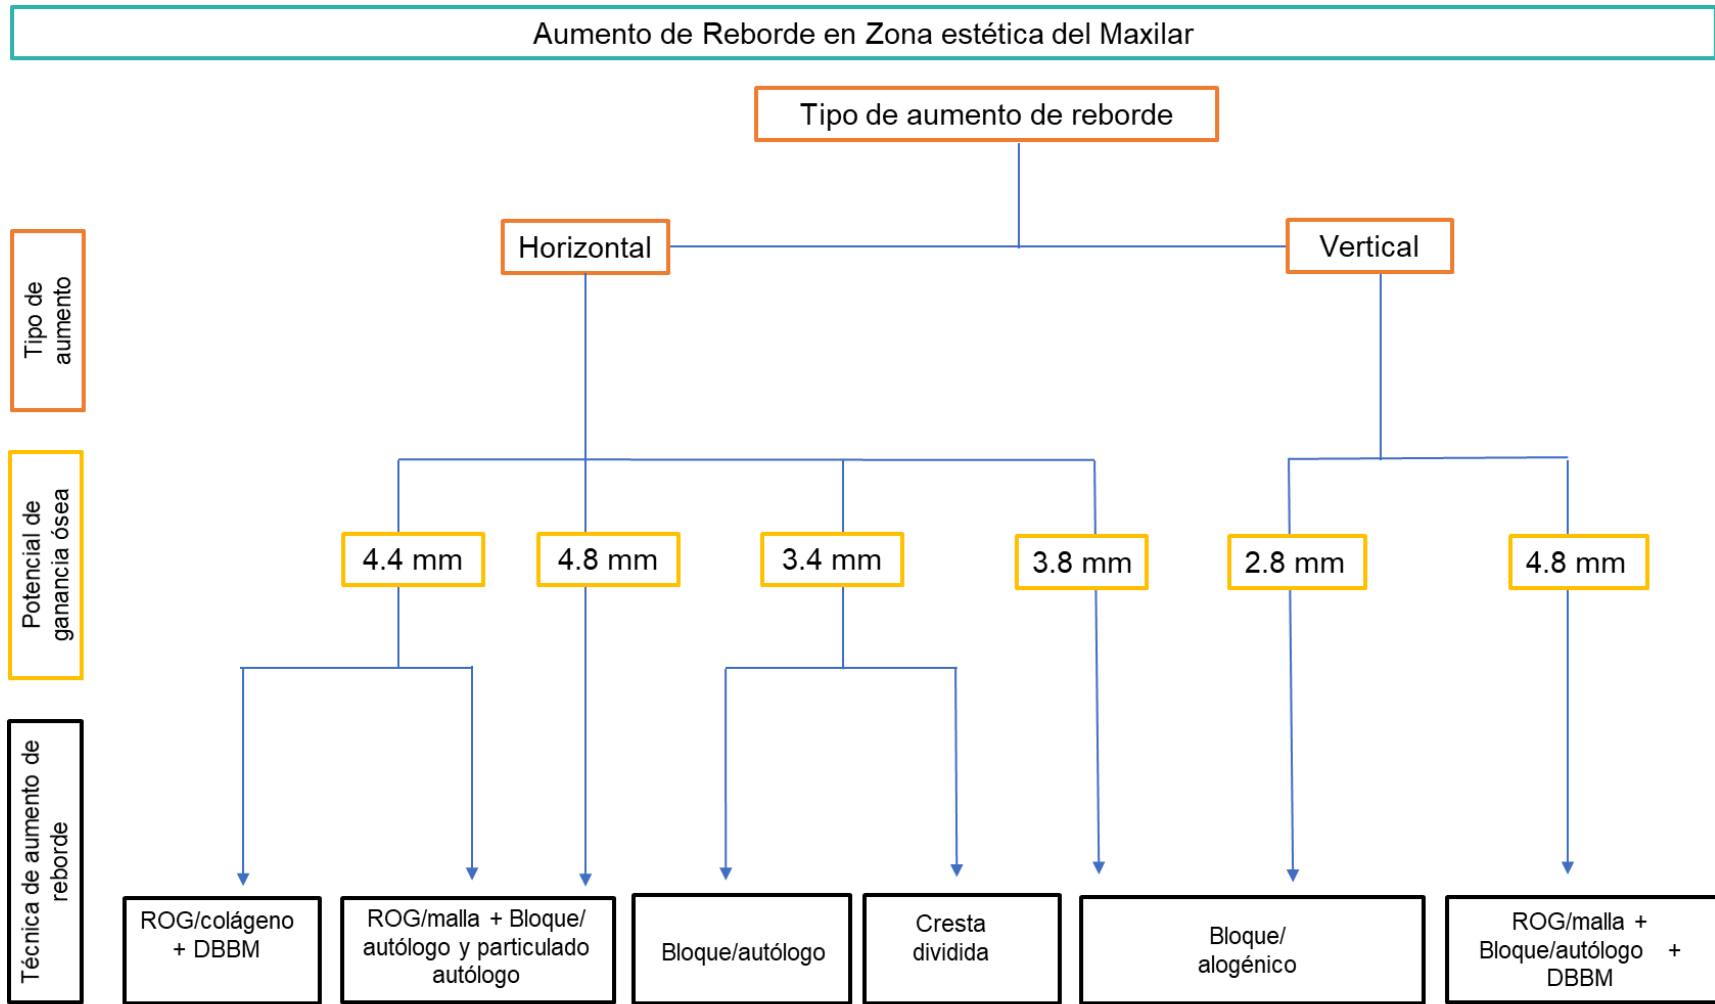 Aumento de Reborde en Zona estética del Maxilar
Tipo de aumento de reborde
Horizontal
Vertical
Tipo de
aumento
Potencial de
ganancia ósea
4.4 mm
4.8 mm
3.4 mm
3.8 mm
2.8 mm
4.8 mm
Técnica de aumento de
reborde
ROG/colágeno
+ DBBM
ROG/malla + Bloque/
autólogo y particulado
autólogo
Bloque/autólogo
Cresta
dividida
Bloque/
alogénico
ROG/malla +
Bloque/autólogo +
DBBM